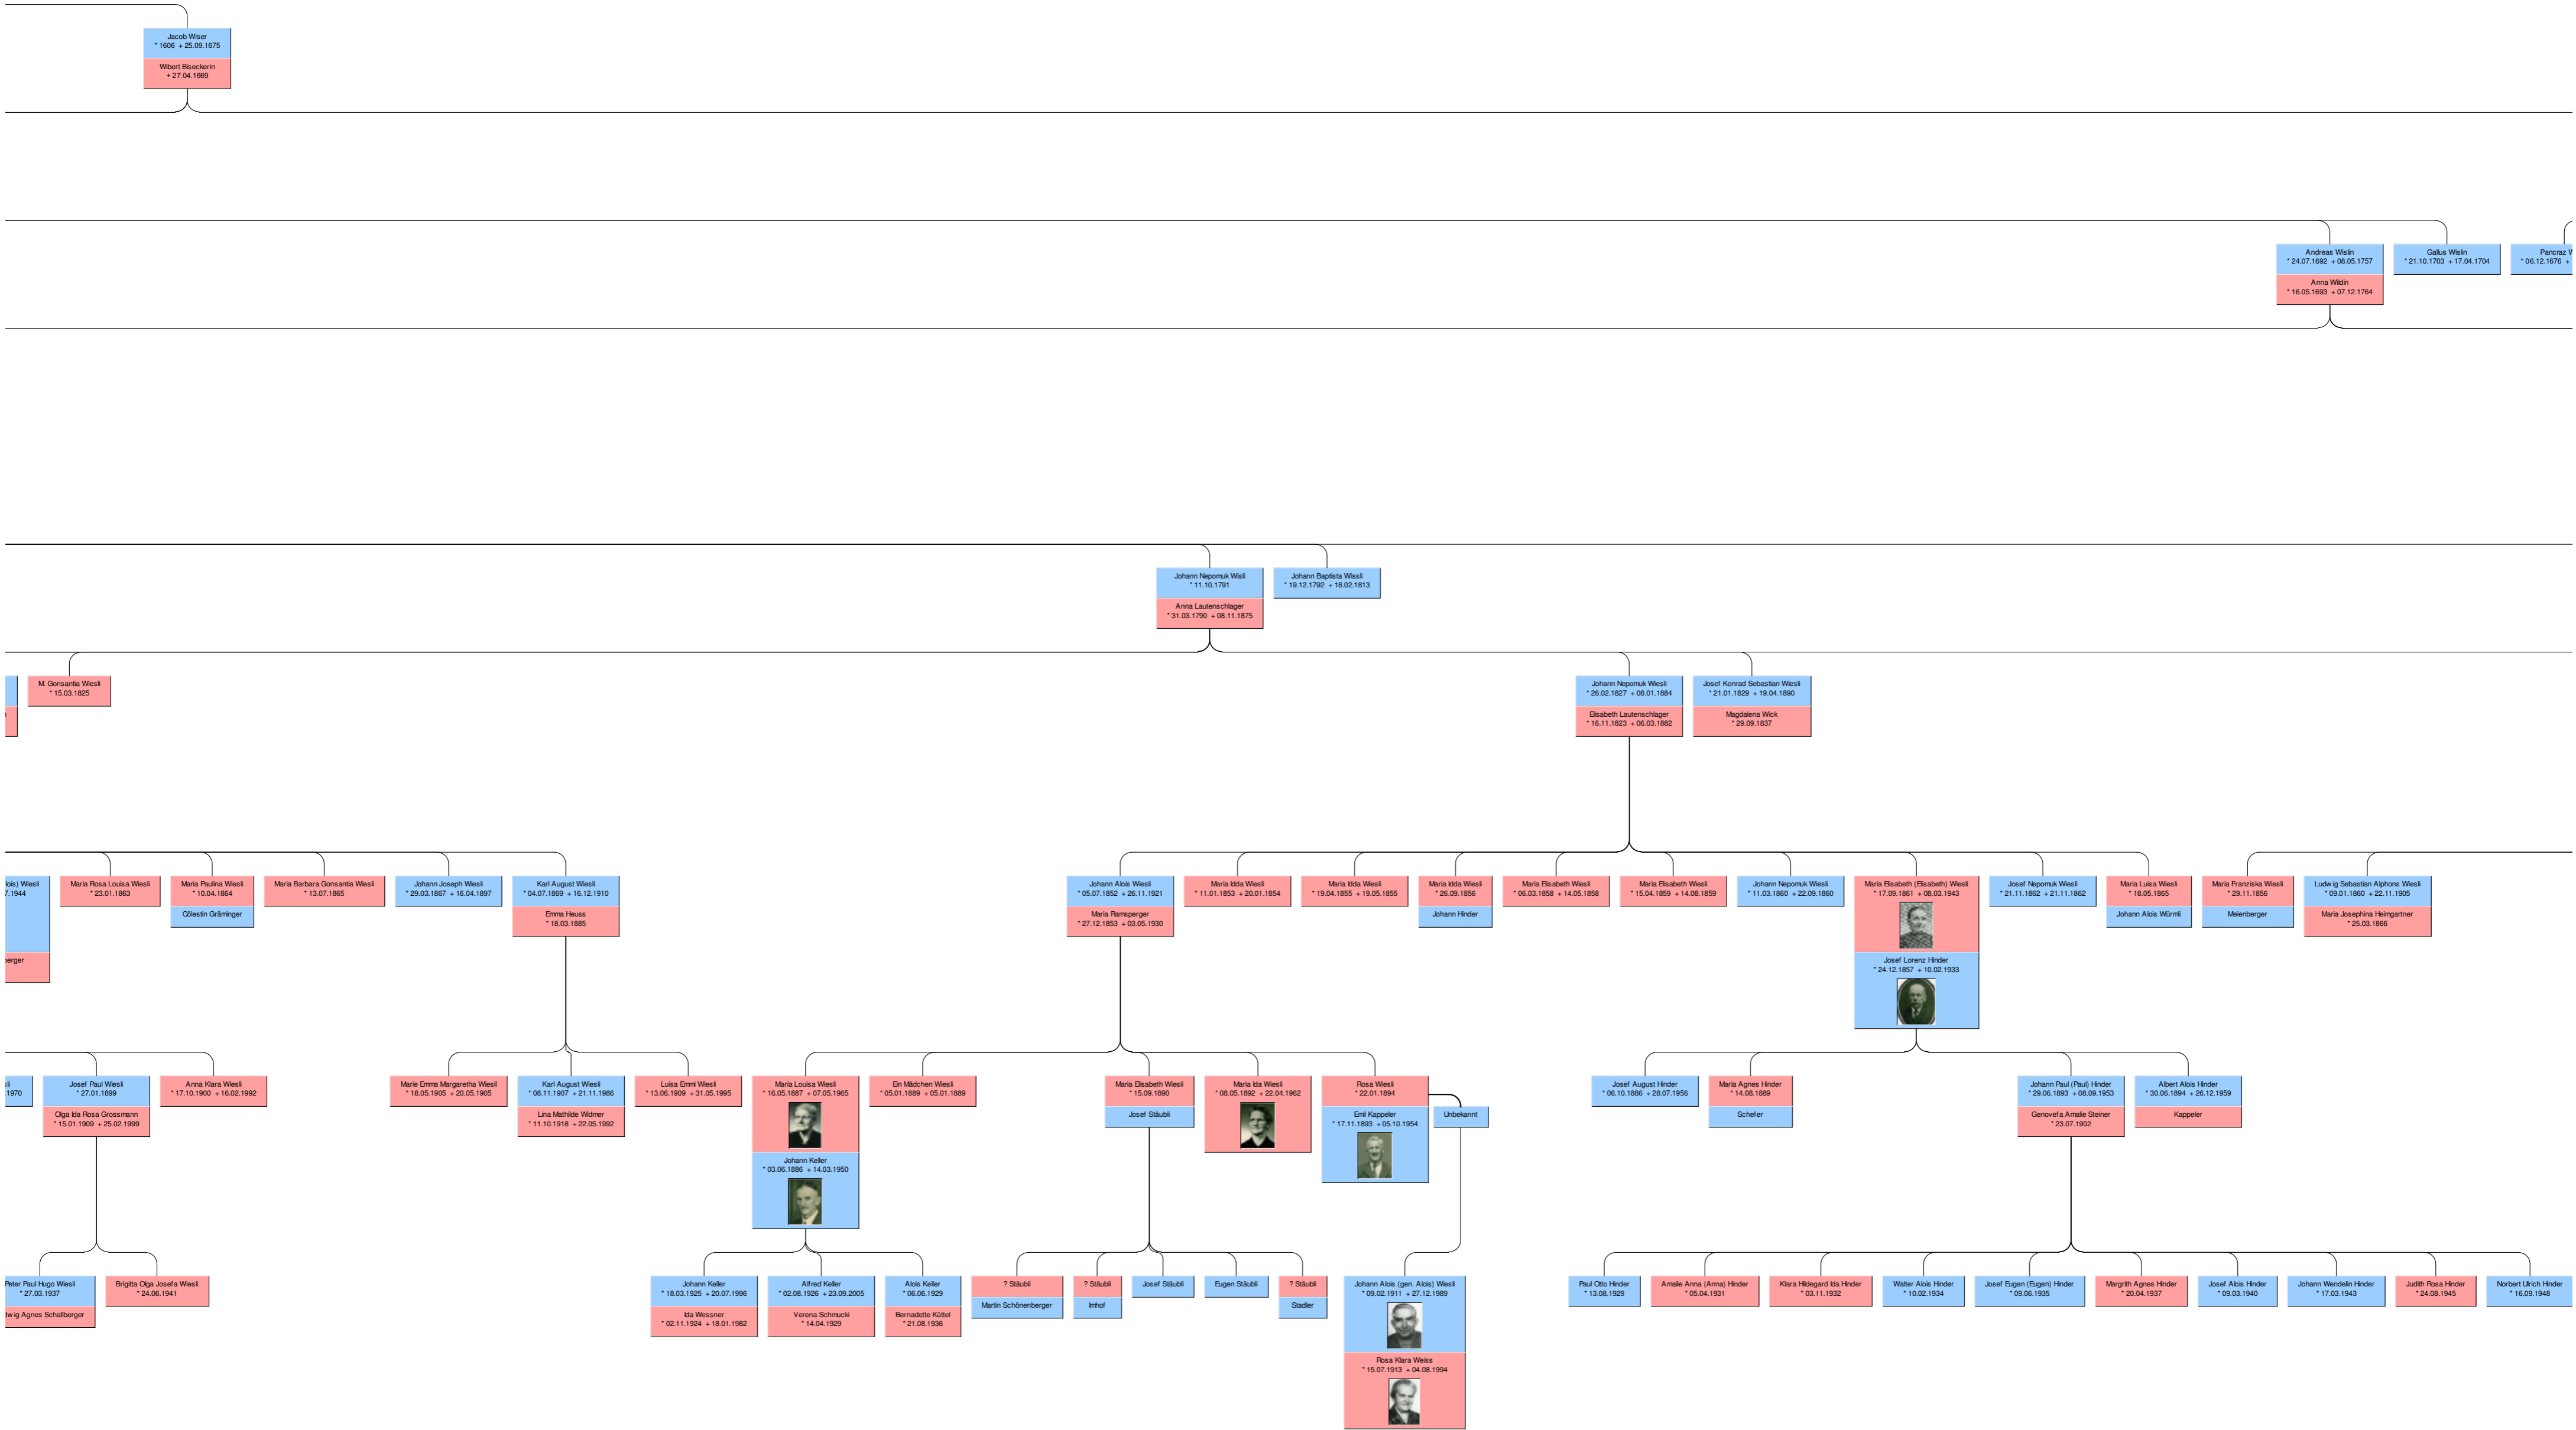 Jacob Wiser
* 1606 + 25.09.1675
Wibert Biseckerin
+ 27.04.1669
Andreas Wislin
* 24.07.1692 + 08.05.1757
Anna Wildin
* 16.05.1693 + 07.12.1764
Gallus Wislin
* 21.10.1703 + 17.04.1704
Pancraz W
* 06.12.1676 +
Johann Nepomuk Wisli
* 11.10.1791
Anna Lautenschlager
* 31.03.1790 + 08.11.1875
Johann Baptista Wissli
* 19.12.1792 + 18.02.1813
M. Gonsantia Wiesli
* 15.03.1825
Johann Nepomuk Wiesli
* 26.02.1827 + 08.01.1884
Elisabeth Lautenschlager
* 16.11.1823 + 06.03.1882
Josef Konrad Sebastian Wiesli
* 21.01.1829 + 19.04.1890
Magdalena Wick
* 29.09.1837
lois) Wiesli
7.1944
berger
Maria Rosa Louisa Wiesli
* 23.01.1863
Maria Paulina Wiesli
* 10.04.1864
Cölestin Gräminger
Maria Barbara Gonsantia Wiesli
* 13.07.1865
Johann Joseph Wiesli
* 29.03.1867 + 16.04.1897
Karl August Wiesli
* 04.07.1869 + 16.12.1910
Emma Heuss
* 18.03.1885
Johann Alois Wiesli
* 05.07.1852 + 26.11.1921
Maria Ramsperger
* 27.12.1853 + 03.05.1930
Maria Idda Wiesli
* 11.01.1853 + 20.01.1854
Maria Idda Wiesli
* 19.04.1855 + 19.05.1855
Maria Idda Wiesli
* 26.09.1856
Johann Hinder
Maria Elisabeth Wiesli
* 06.03.1858 + 14.05.1858
Maria Elisabeth Wiesli
* 15.04.1859 + 14.08.1859
Johann Nepomuk Wiesli
* 11.03.1860 + 22.09.1860
Maria Elisabeth (Elisabeth) Wiesli
* 17.09.1861 + 08.03.1943
Josef Lorenz Hinder
* 24.12.1857 + 10.02.1933
Josef Nepomuk Wiesli
* 21.11.1862 + 21.11.1862
Maria Luisa Wiesli
* 18.05.1865
Johann Alois Würmli
Maria Franziska Wiesli
* 29.11.1856
Meienberger
Ludwig Sebastian Alphons Wiesli
* 09.01.1860 + 22.11.1905
Maria Josephina Heimgartner
* 25.03.1866
sli
1970
Josef Paul Wiesli
* 27.01.1899
Olga Ida Rosa Grossmann
* 15.01.1909 + 25.02.1999
Anna Klara Wiesli
* 17.10.1900 + 16.02.1992
Marie Emma Margaretha Wiesil
* 18.05.1905 + 20.05.1905
Karl August Wiesli
* 08.11.1907 + 21.11.1986
Lina Mathilde Widmer
* 11.10.1918 + 22.05.1992
Luisa Emmi Wiesli
* 13.06.1909 + 31.05.1995
Maria Louisa Wiesli
* 16.05.1887 + 07.05.1965
Johann Keller
* 03.06.1886 + 14.03.1950
Ein Mädchen Wiesli
* 05.01.1889 + 05.01.1889
Maria Elisabeth Wiesli
* 15.09.1890
Josef Stäubli
Maria Ida Wiesli
* 08.05.1892 + 22.04.1962
Rosa Wiesli
* 22.01.1894
Emil Kappeler
* 17.11.1893 + 05.10.1954
Unbekannt
Josef August Hinder
* 06.10.1886 + 28.07.1956
Maria Agnes Hinder
* 14.08.1889
Schefer
Johann Paul (Paul) Hinder
* 29.06.1893 + 08.09.1953
Genovefa Amalie Steiner
* 23.07.1902
Albert Alois Hinder
* 30.06.1894 + 26.12.1959
Kappeler
Peter Paul Hugo Wiesli
* 27.03.1937
dwig Agnes Schallberger
Brigitta Olga Josefa Wiesli
* 24.06.1941
Johann Keller
* 18.03.1925 + 20.07.1996
Ida Wessner
* 02.11.1924 + 18.01.1982
Alfred Keller
* 02.08.1926 + 23.09.2005
Verena Schmucki
* 14.04.1929
Alois Keller
* 06.06.1929
Bernadette Küttel
* 21.08.1936
? Stäubli
Martin Schönenberger
? Stäubli
Imhof
Josef Stäubli
Eugen Stäubli
? Stäubli
Stadler
Johann Alois (gen. Alois) Wiesli
* 09.02.1911 + 27.12.1989
Rosa Klara Weiss
* 15.07.1913 + 04.08.1994
Paul Otto Hinder
* 13.08.1929
Amalie Anna (Anna) Hinder
* 05.04.1931
Klara Hildegard Ida Hinder
* 03.11.1932
Walter Alois Hinder
* 10.02.1934
Josef Eugen (Eugen) Hinder
* 09.06.1935
Margrith Agnes Hinder
* 20.04.1937
Josef Alois Hinder
* 09.03.1940
Johann Wendelin Hinder
* 17.03.1943
Judith Rosa Hinder
* 24.08.1945
Norbert Ulrich Hinder
* 16.09.1948